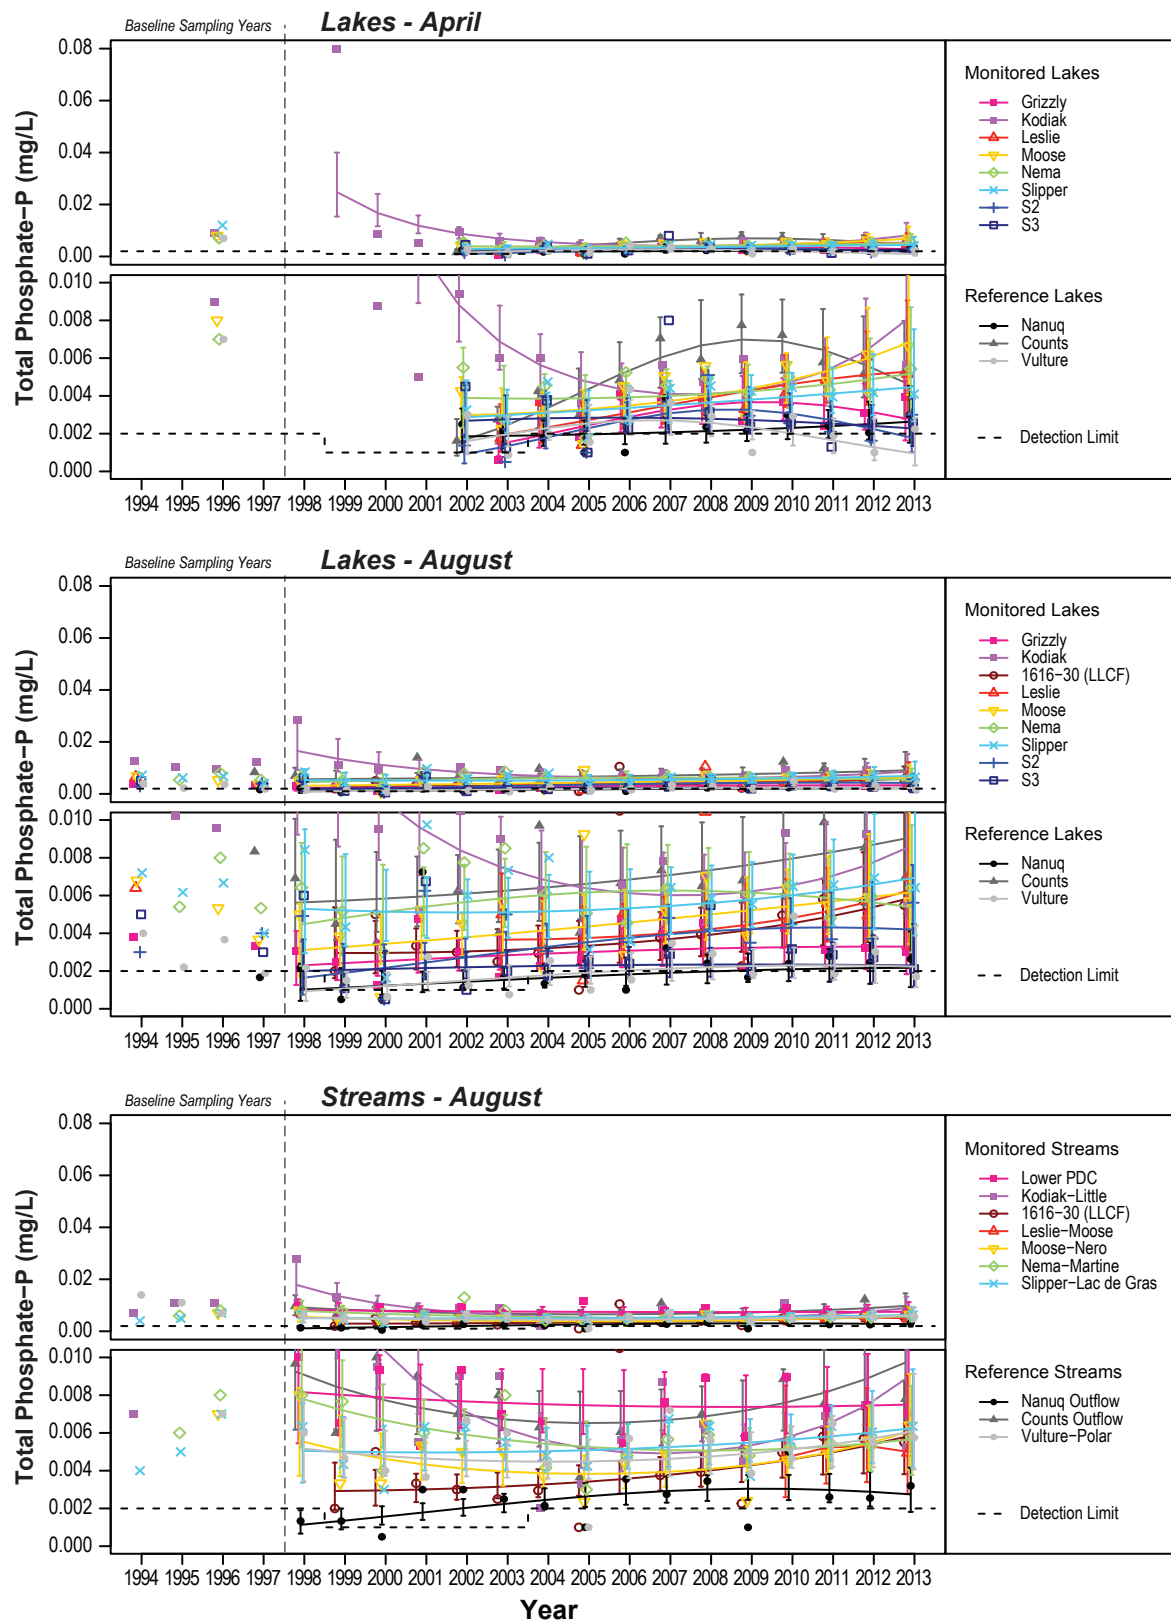 Baseline Sampling Years
Lakes - April
Total Phosphate−P (mg/L)
0.08
0.06
0.04
0.02
0.00
0.010
0.008
0.006
0.004
0.002
0.000
1994 1995 1996 1997 1998 1999 2000 2001 2002 2003 2004 2005 2006 2007 2008 2009 2010 2011 2012 2013
Monitored Lakes
Grizzly
Kodiak
Leslie
Moose
Nema
Slipper
S2
S3
Reference Lakes
Nanuq
Counts
Vulture
Detection Limit
Baseline Sampling Years
Lakes - August
Total Phosphate−P (mg/L)
0.08
0.06
0.04
0.02
0.00
0.010
0.008
0.006
0.004
0.002
0.000
1994 1995 1996 1997 1998 1999 2000 2001 2002 2003 2004 2005 2006 2007 2008 2009 2010 2011 2012 2013
Monitored Lakes
Grizzly
Kodiak
1616−30 (LLCF)
Leslie
Moose
Nema
Slipper
S2
S3
Reference Lakes
Nanuq
Counts
Vulture
Detection Limit
Baseline Sampling Years
Streams - August
Total Phosphate−P (mg/L)
0.08
0.06
0.04
0.02
0.00
0.010
0.008
0.006
0.004
0.002
0.000
1994 1995 1996 1997 1998 1999 2000 2001 2002 2003 2004 2005 2006 2007 2008 2009 2010 2011 2012 2013
Year
Monitored Streams
Lower PDC
Kodiak−Little
1616−30 (LLCF)
Leslie−Moose
Moose−Nero
Nema−Martine
Slipper−Lac de Gras
Reference Streams
Nanuq Outflow
Counts Outflow
Vulture−Polar
Detection Limit